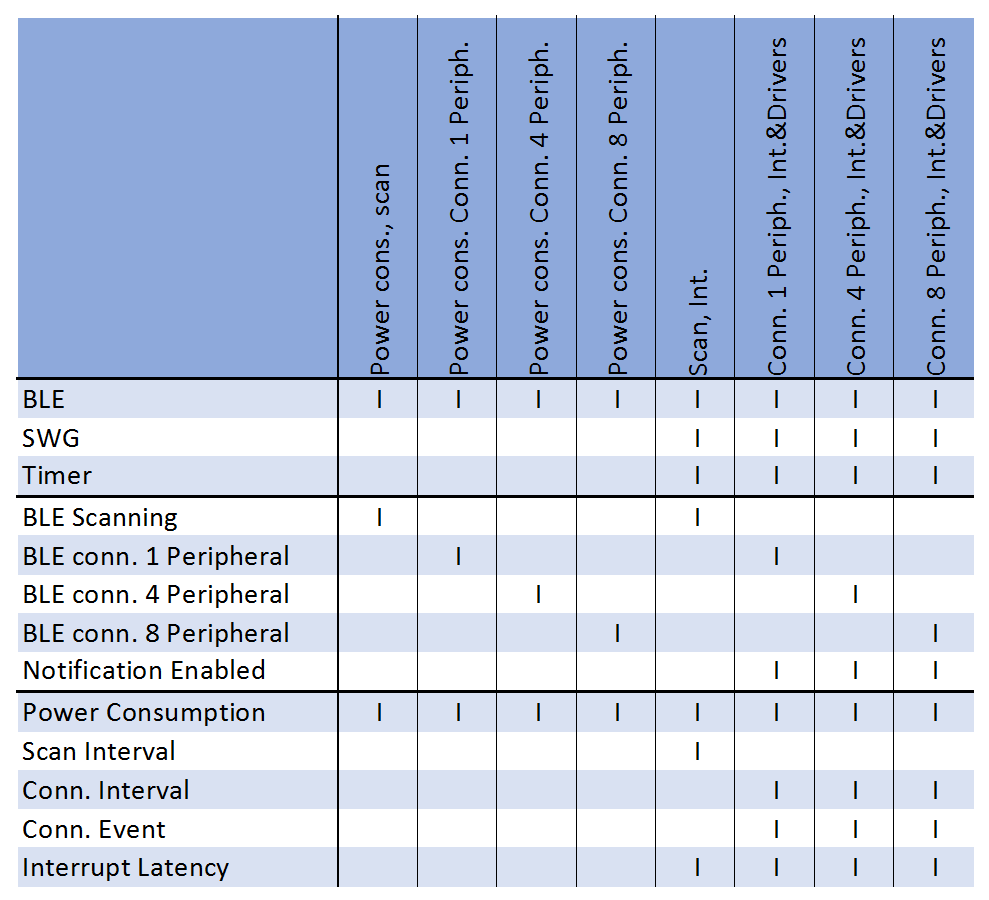 Power cons., scan
Power cons. Conn. 1 Periph.
Power cons. Conn. 4 Periph.
Power cons. Conn. 8 Periph.
Scan, Int.
Conn. 1 Periph., Int.&Drivers
Conn. 4 Periph., Int.&Drivers
Conn. 8 Periph., Int.&Drivers
BLE I I I I I I I I
SWG I I I I
Timer I I I I
BLE Scanning I I
BLE conn. 1 Peripheral I I
BLE conn. 4 Peripheral I I
BLE conn. 8 Peripheral I I
Notification Enabled I I I
Power Consumption I I I I I I I I
Scan Interval I
Conn. Interval I I I
Conn. Event I I I
Interrupt Latency I I I I